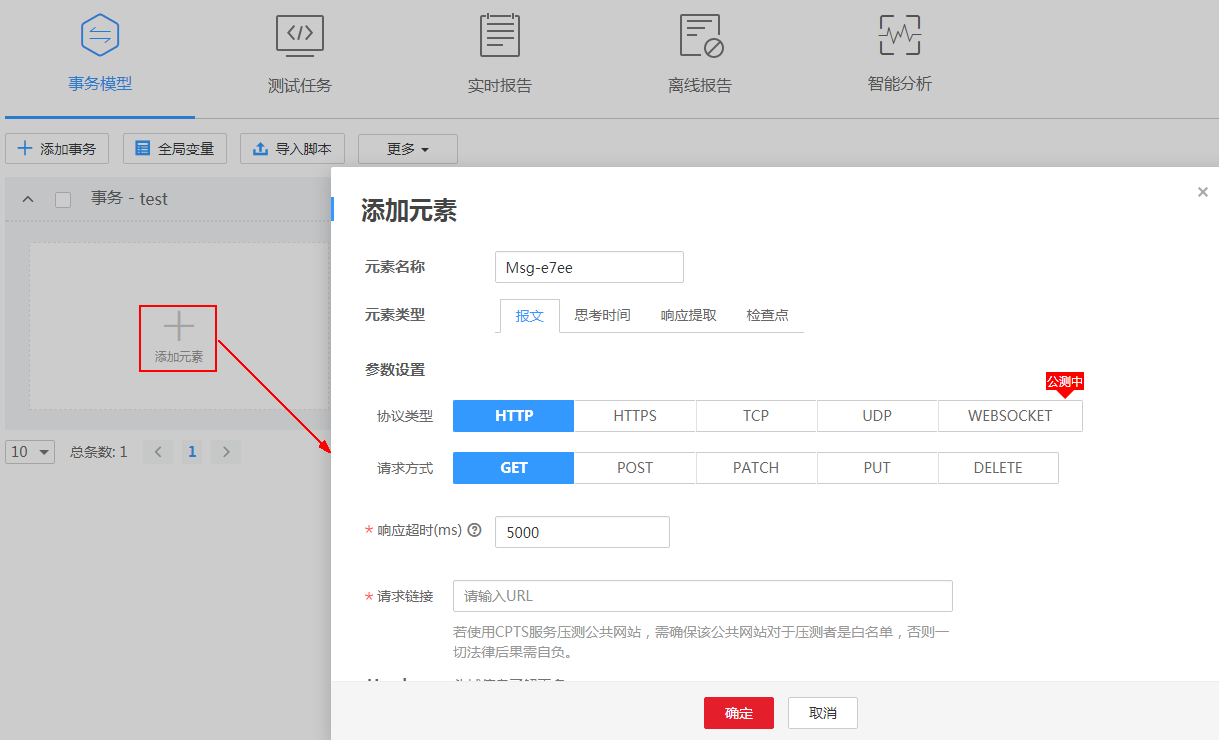 事务模型
测试任务
实时报告
离线报告
智能分析
添加事务
全局变量
导入脚本
更多
事务 - test
添加元素
10
总条数: 1
1
添加元素
元素名称
Msg-e7ee
元素类型
报文
思考时间
响应提取
检查点
参数设置
公测中
协议类型
HTTP
HTTPS
TCP
UDP
WEBSOCKET
请求方式
GET
POST
PATCH
PUT
DELETE
* 响应超时(ms)
5000
* 请求链接
请输入URL
若使用CPTS服务压测公共网站，需确保该公共网站对于压测者是白名单，否则一
切法律后果需自负。
确定
取消